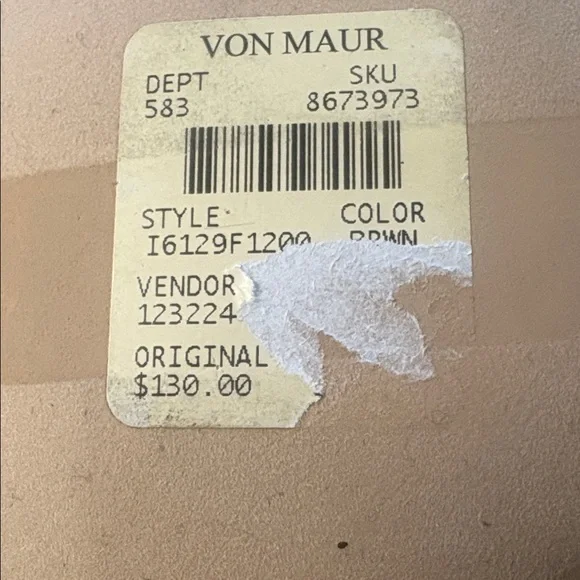 VON MAUR
DEPT SKU
583 8673973
STYLE COLOR
I6129F1200 BRWN
VENDOR
123224
ORIGINAL
$130.00